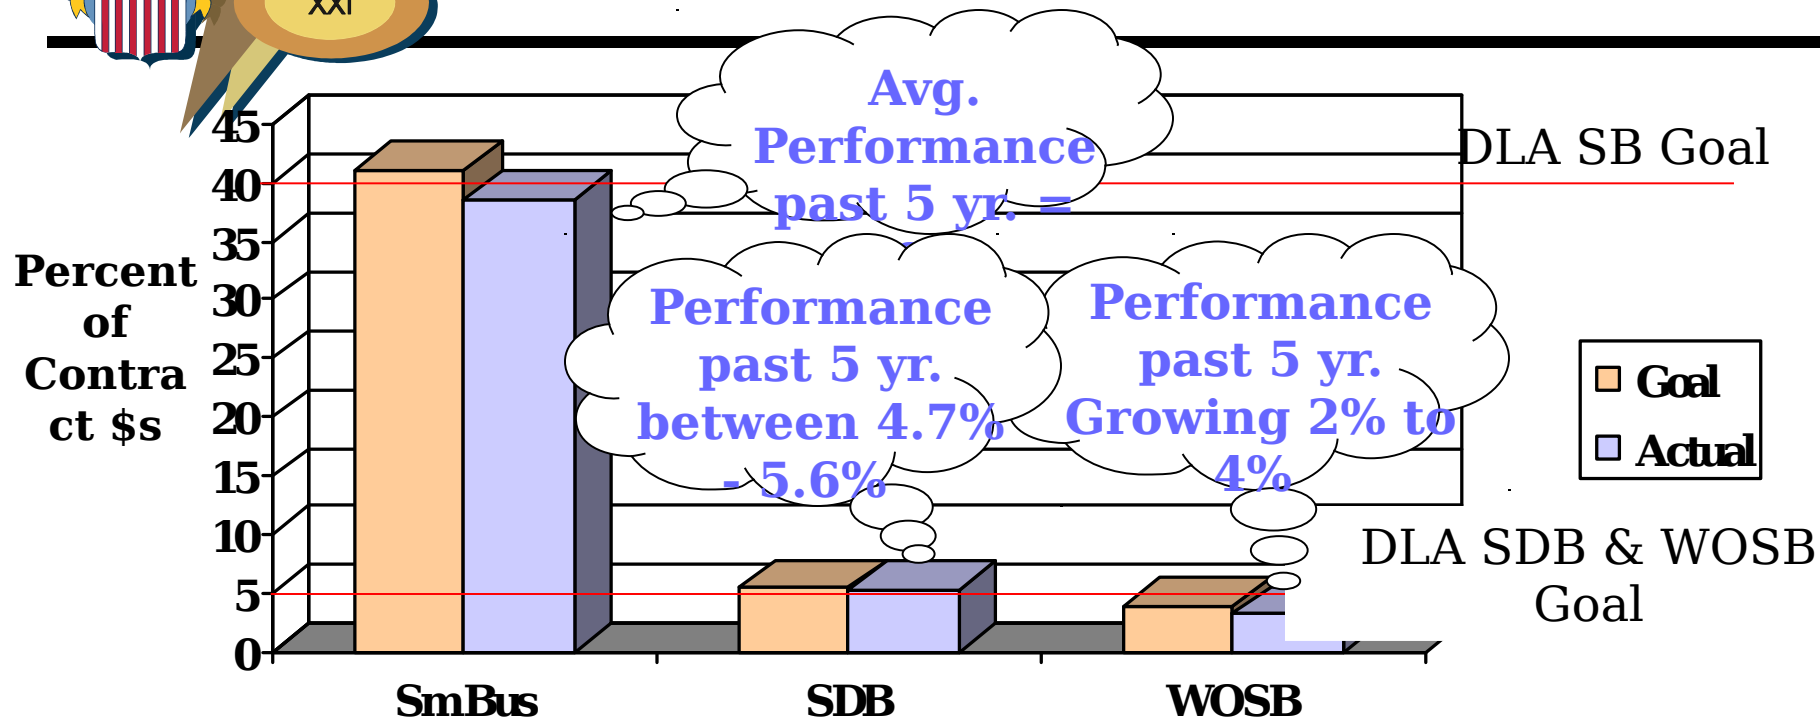 XXI
Avg.
Performance
past 5 yr. =
DLA SB Goal
Percent
of
Contra
ct $s
45
40
35
30
25
20
15
10
5
0
Performance
past 5 yr.
between 4.7%
- 5.6%
Performance
past 5 yr.
Growing 2% to
4%
Goal
Actual
DLA SDB & WOSB
Goal
SmBus
SDB
WOSB